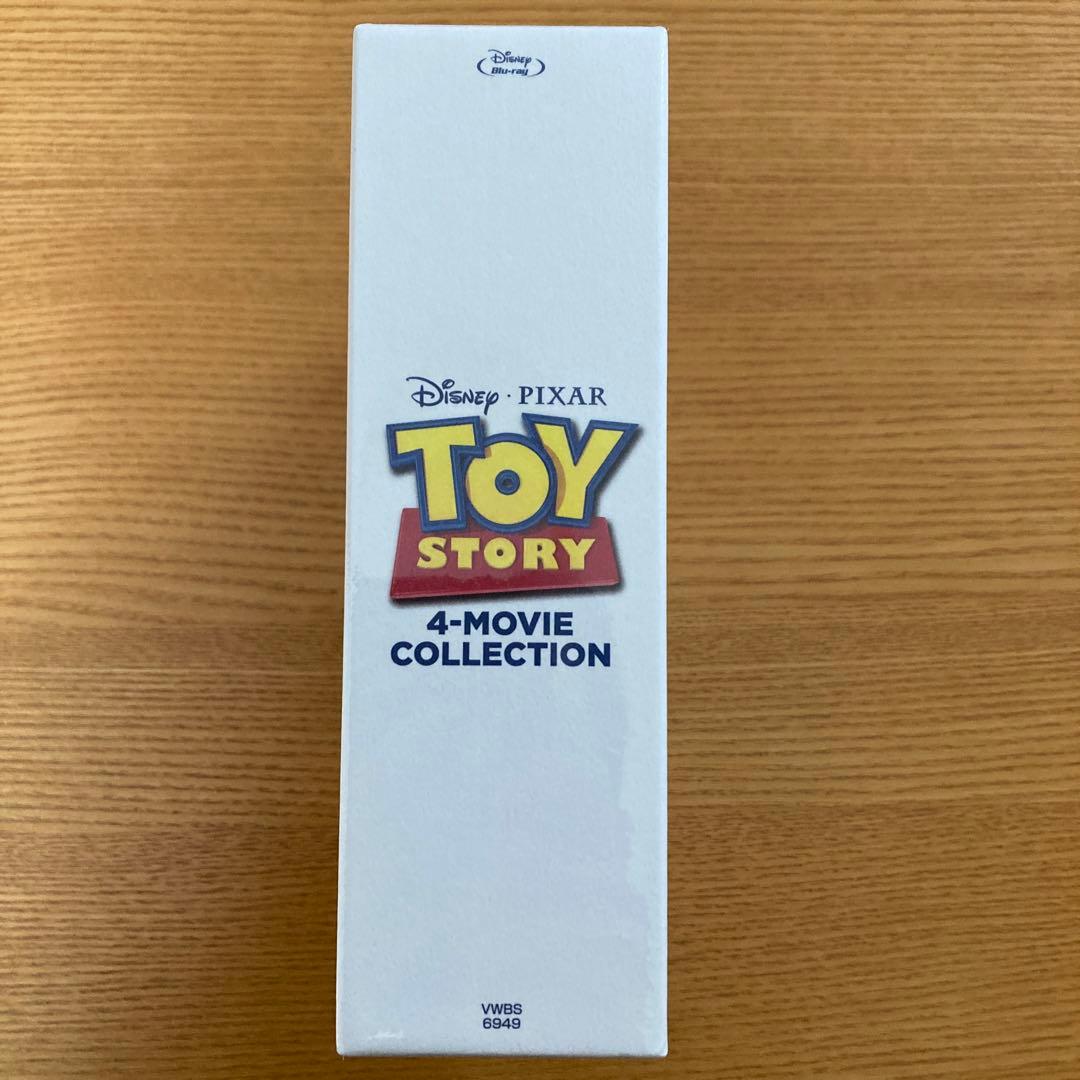 Disney
Blu-ray
Disney · PIXAR
TOY
STORY
4-MOVIE
COLLECTION
VWBS
6949